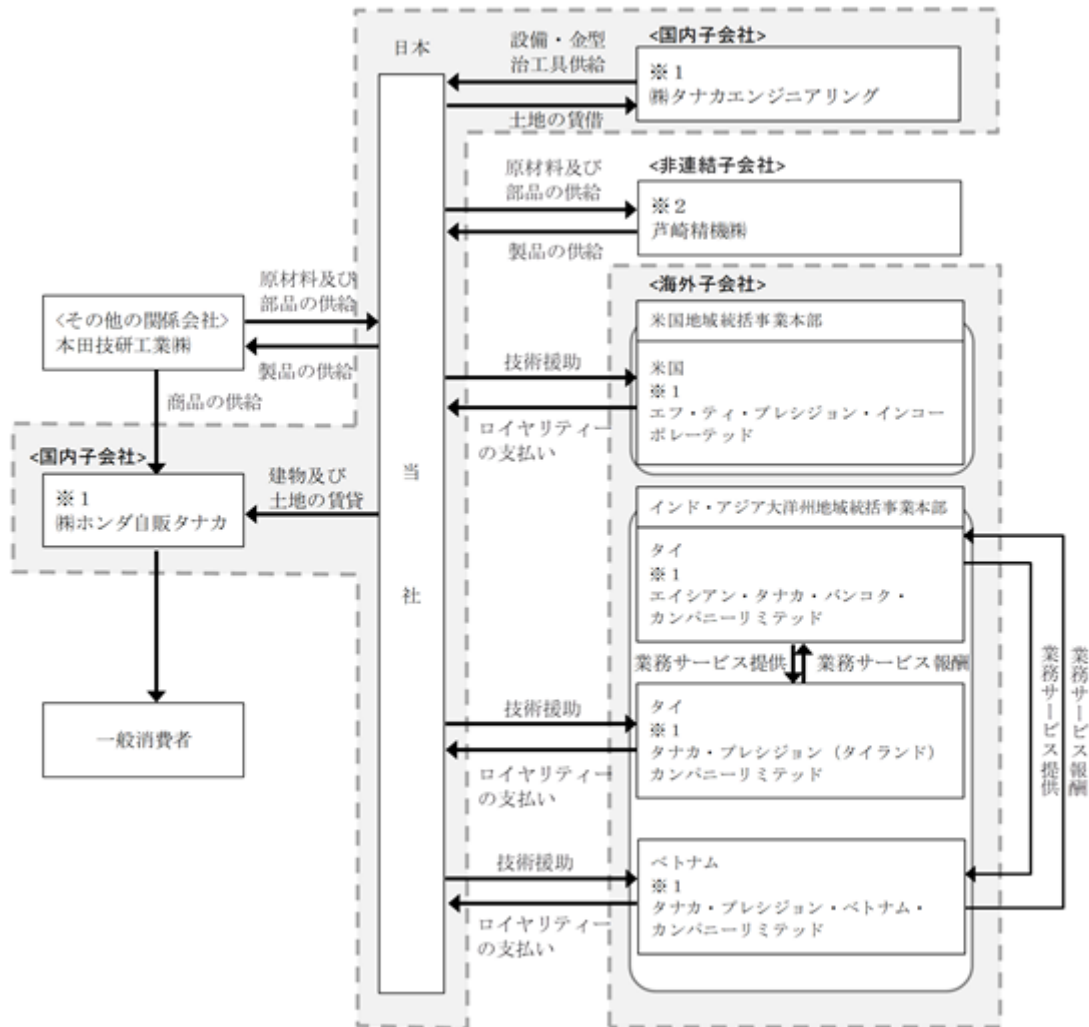 日本
設備・金型
治工具供給
土地の賃借
<国内子会社>
※１
㈱タナカエンジニアリング
原材料及び
部品の供給
製品の供給
<非連結子会社>
※２
芦崎精機㈱
<その他の関係会社>
本田技研工業㈱
原材料及び
部品の供給
製品の供給
商品の供給
<国内子会社>
※１
㈱ホンダ自販タナカ
建物及び
土地の賃貸
一般消費者
当
社
<海外子会社>
米国地域統括事業本部
米国
※１
エフ・ティ・プレシジョン・インコー
ポレーテッド
技術援助
ロイヤリティー
の支払い
インド・アジア大洋州地域統括事業本部
タイ
※１
エイシアン・タナカ・バンコク・
カンパニーリミテッド
業務サービス提供
業務サービス報酬
タイ
※１
タナカ・プレシジョン（タイランド）
カンパニーリミテッド
技術援助
ロイヤリティー
の支払い
ベトナム
※１
タナカ・プレシジョン・ベトナム・
カンパニーリミテッド
技術援助
ロイヤリティー
の支払い
業務サービス提供
業務サービス報酬